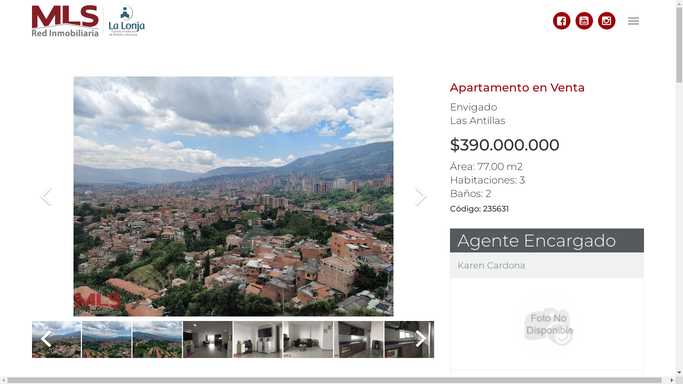 MLS
Red Inmobiliaria
La Lonja
Apartamento en Venta
Envigado
Las Antillas
$390.000.000
Área: 77.00 m2
Habitaciones: 3
Baños: 2
Código: 235631
Agente Encargado
Karen Cardona
Foto No
Disponible
MLS